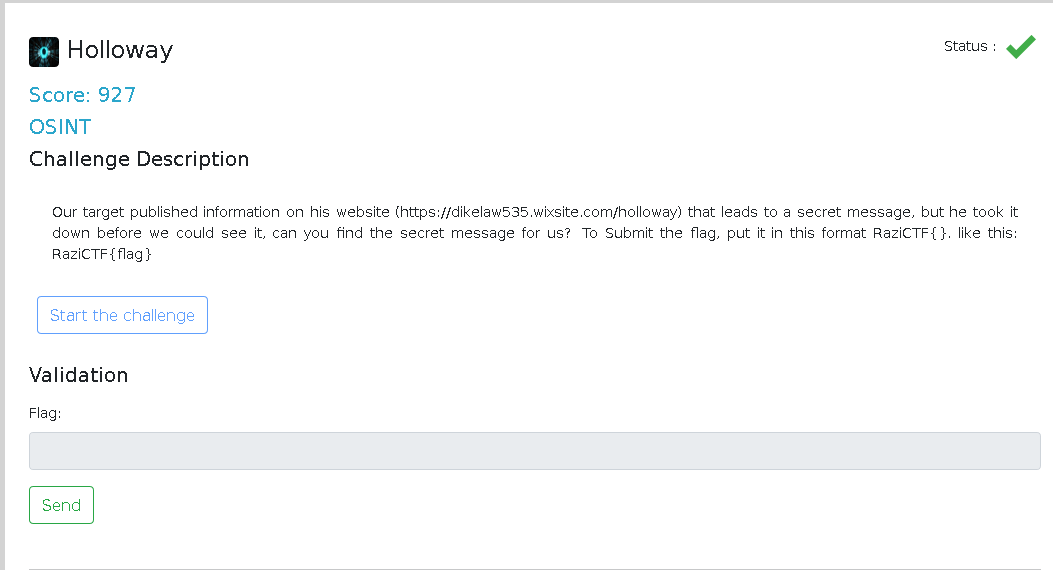 Holloway
Status :
Score: 927
OSINT
Challenge Description
Our target published information on his website (https://dikelaw535.wixsite.com/holloway) that leads to a secret message, but he took it
down before we could see it, can you find the secret message for us? To Submit the flag, put it in this format RaziCTF{}. like this:
RaziCTF{flag}
Start the challenge
Validation
Flag:
Send